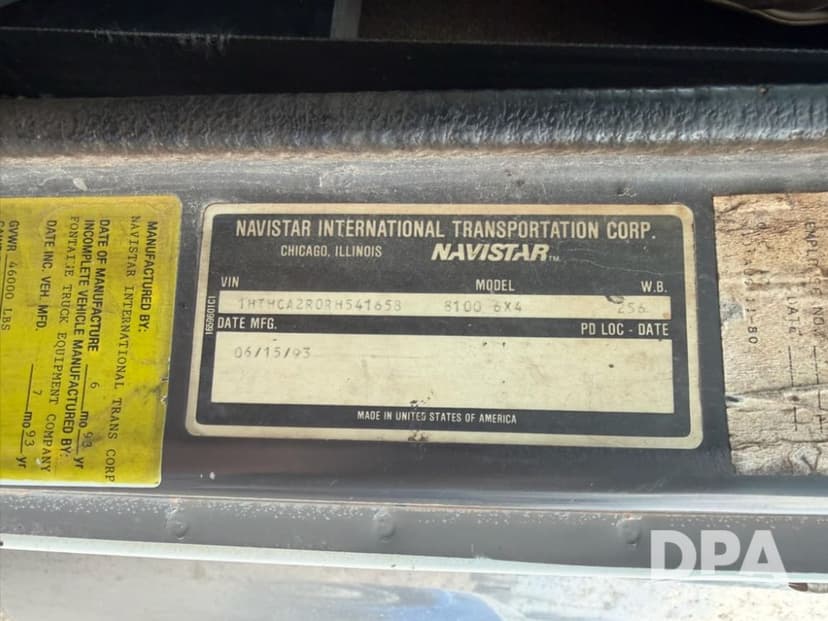 MANUFACTURED BY:
NAVISTAR INTERNATIONAL TRANS CORP
DATE OF MANUFACTURE 6 mo 93 yr
INCOMPLETE VEHICLE MANUFACTURED BY:
FONTAINE TRUCK EQUIPMENT COMPANY
DATE INC. VEH. MFD. 7 mo 93 yr
GVWR 46000 LBS
NAVISTAR INTERNATIONAL TRANSPORTATION CORP.
CHICAGO, ILLINOIS NAVISTAR TM
VIN MODEL W.B.
1HTHCAZR0RH541658 8100 6X4 256
DATE MFG. PD LOC - DATE
06/15/93
MADE IN UNITED STATES OF AMERICA
DATE
DPA